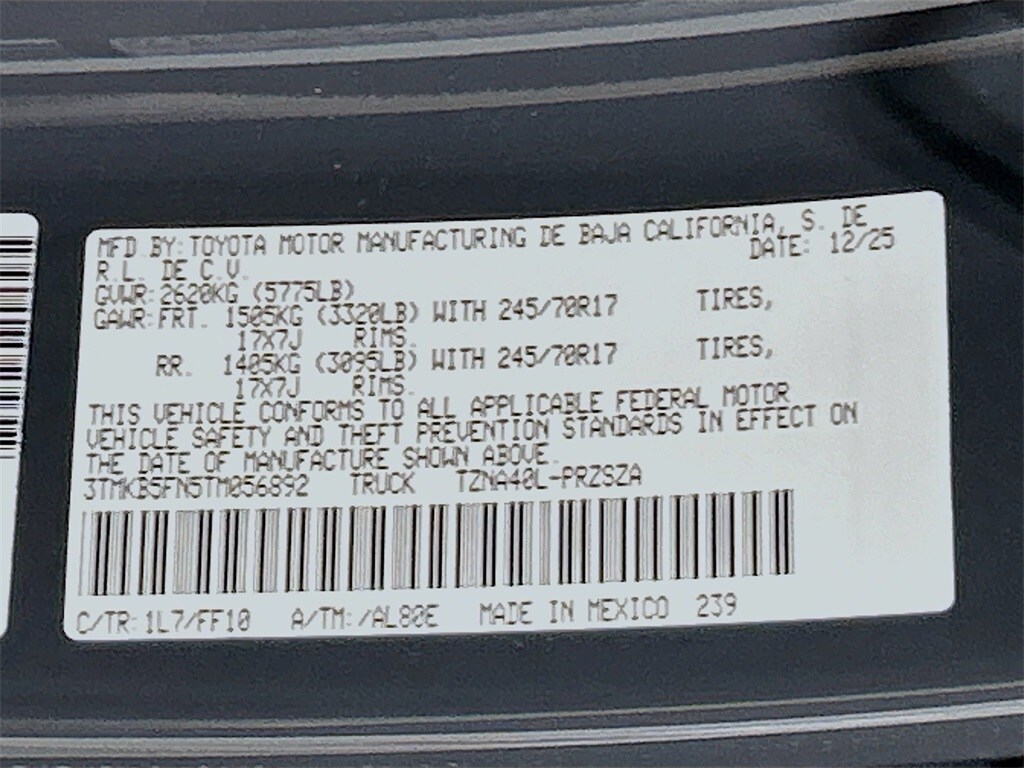 MFD BY: TOYOTA MOTOR MANUFACTURING DE BAJA CALIFORNIA, S. DE
R.L. DE C.V. DATE: 12/25
GVWR: 2620KG (5775LB)
GAWR: FRT. 1505KG (3320LB) WITH 245/70R17 TIRES,
17X7J RIMS.
RR. 1405KG (3095LB) WITH 245/70R17 TIRES,
17X7J RIMS.
THIS VEHICLE CONFORMS TO ALL APPLICABLE FEDERAL MOTOR
VEHICLE SAFETY AND THEFT PREVENTION STANDARDS IN EFFECT ON
THE DATE OF MANUFACTURE SHOWN ABOVE.
3TMKB5FN5TM056892 TRUCK TZNA40L-PRZSZA
C/TR: 1L7/FF10 A/TM: /AL80E MADE IN MEXICO 239